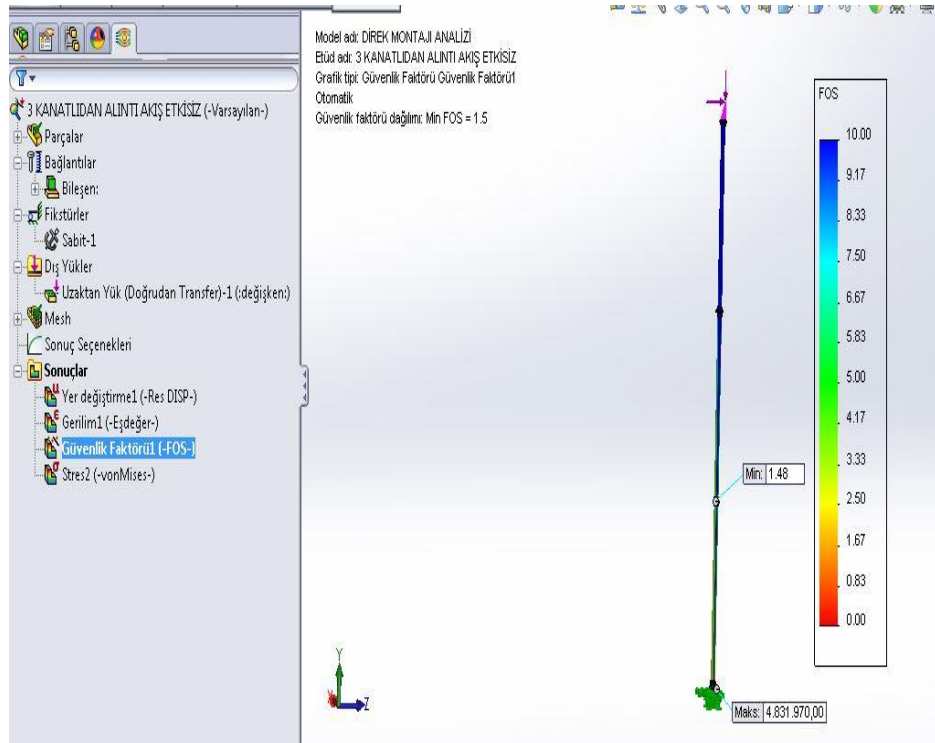 3 KANATLIDAN ALINTI AKIŞ ETKİSİZ (-Varsayılan-)
Parçalar
Bağlantılar
Bileşen:
Fikstürler
Sabit-1
Dış Yükler
Uzaktan Yük (Doğrudan Transfer)-1 (:değişken:)
Mesh
Sonuç Seçenekleri
Sonuçlar
Yer değiştirme1 (-Res DISP-)
Gerilim1 (-Eşdeğer-)
Güvenlik Faktörü1 (-FOS-)
Stres2 (-vonMises-)
Model adı: DİREK MONTAJI ANALİZİ
Etüd adı: 3 KANATLIDAN ALINTI AKIŞ ETKİSİZ
Grafik tipi: Güvenlik Faktörü Güvenlik Faktörü1
Otomatik
Güvenlik faktörü dağılımı: Min FOS = 1.5
Min: 1.48
Maks: 4.831.970,00
Y
Z
FOS
10.00
9.17
8.33
7.50
6.67
5.83
5.00
4.17
3.33
2.50
1.67
0.83
0.00